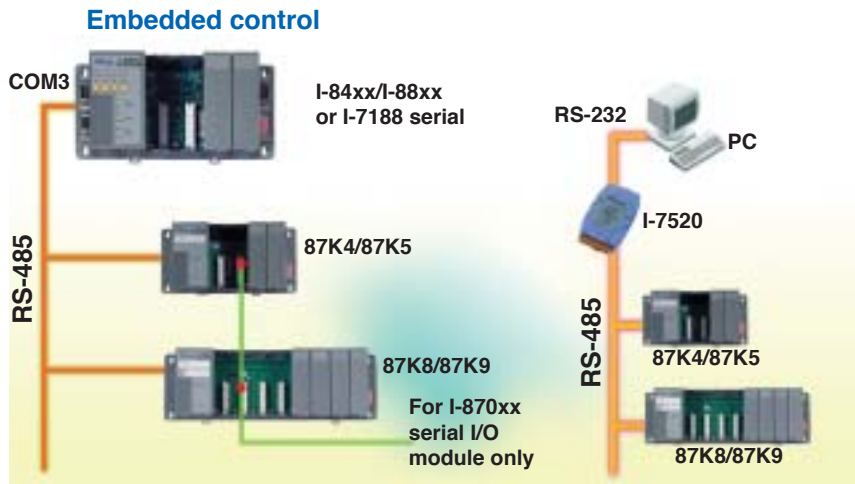 Embedded control
COM3
I-84xx/I-88xx
or I-7188 serial
87K4/87K5
RS-485
87K8/87K9
For I-870xx
serial I/O
module only
RS-232
PC
I-7520
RS-485
87K4/87K5
87K8/87K9